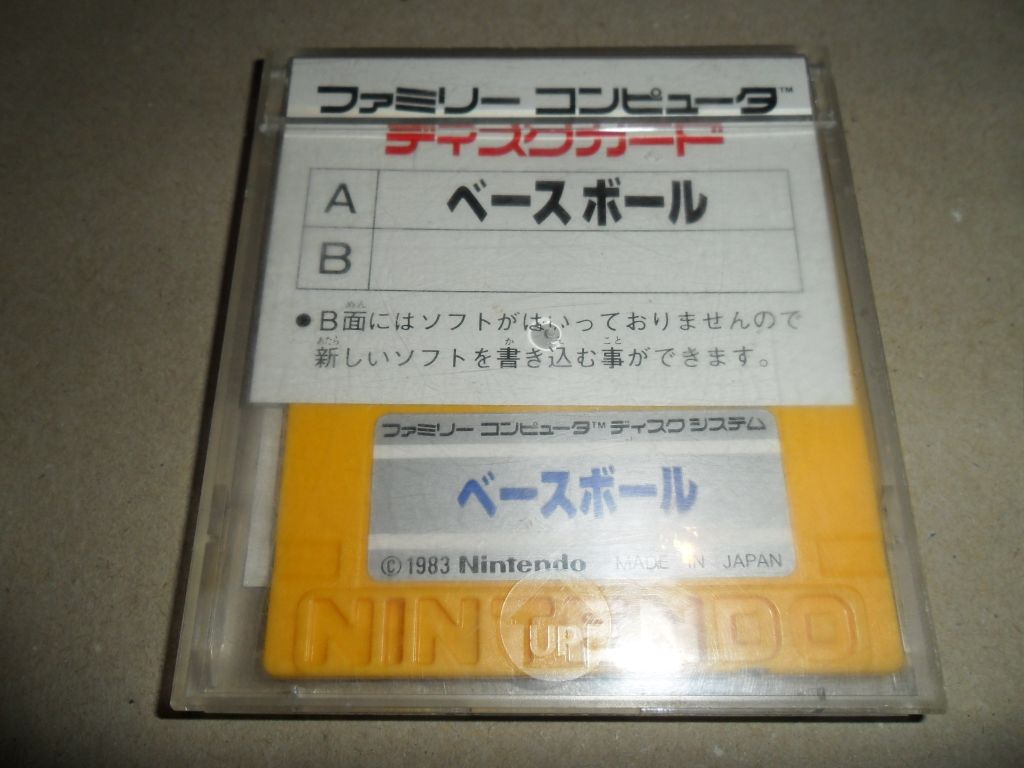 ファミリー コンピュータ™
ディスクカード
A ベースボール
B
●B面にはソフトがはいっておりませんので
新しいソフトを書き込む事ができます。
ファミリー コンピュータ™ ディスクシステム
ベースボール
©1983 Nintendo MADE IN JAPAN
NINTENDO
UP